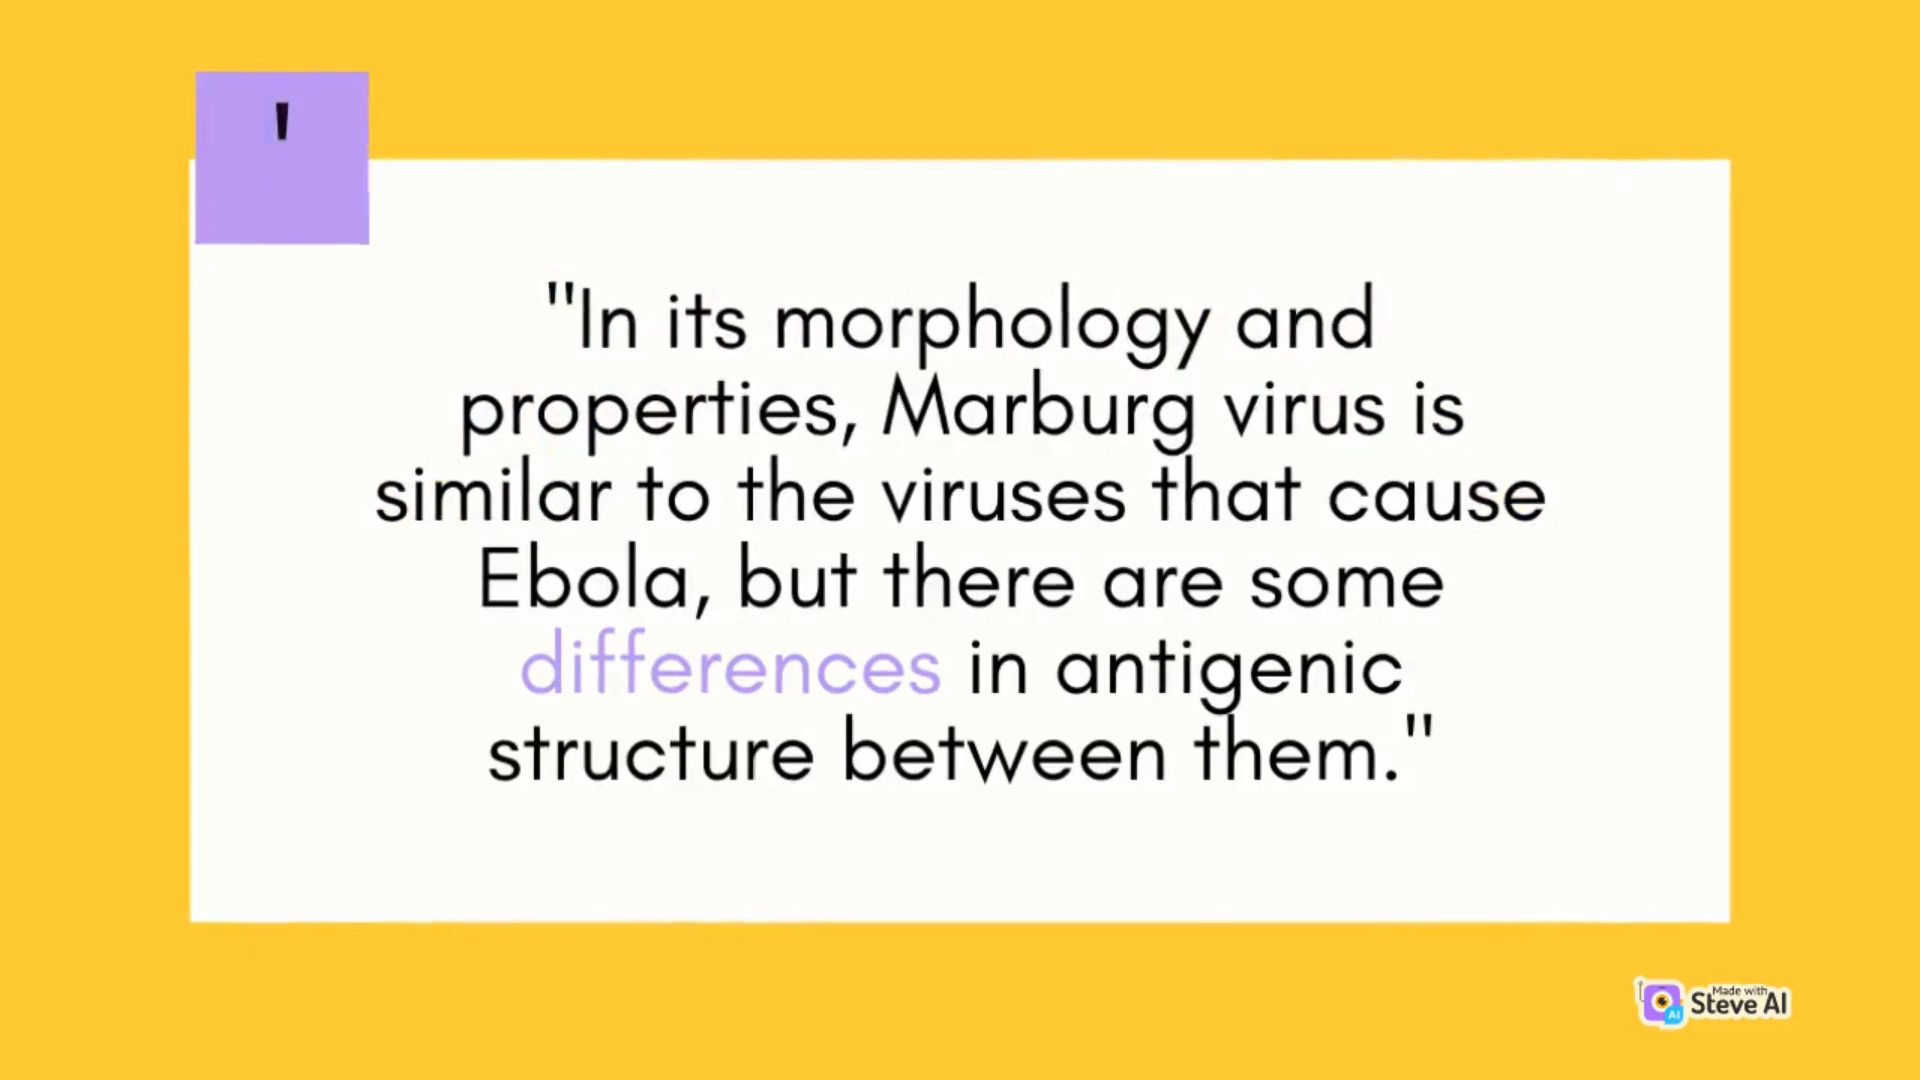 '
"In its morphology and
properties, Marburg virus is
similar to the viruses that cause
Ebola, but there are some
differences in antigenic
structure between them."
Made with
Steve AI
AI